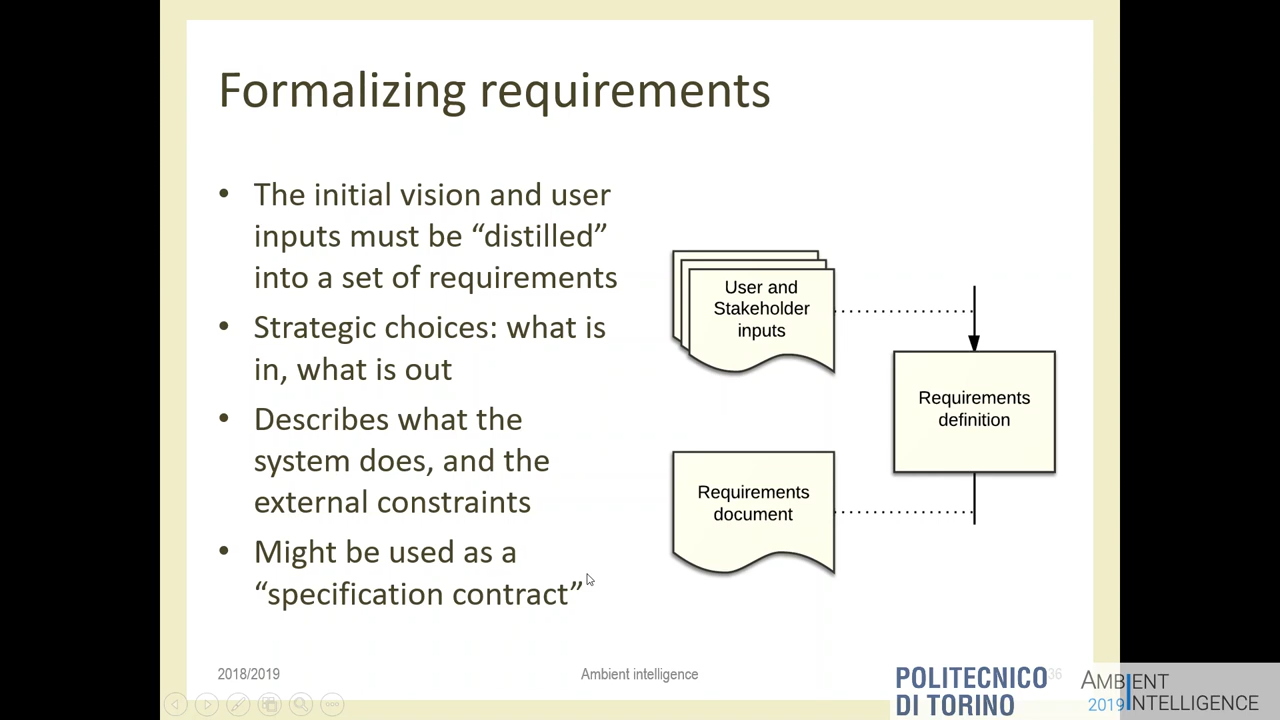 Formalizing requirements
• The initial vision and user
inputs must be “distilled”
into a set of requirements
• Strategic choices: what is
in, what is out
• Describes what the
system does, and the
external constraints
• Might be used as a
“specification contract”
User and
Stakeholder
inputs
Requirements
definition
Requirements
document
2018/2019
Ambient intelligence
36
POLITECNICO
DI TORINO
AMBIENT
2019 INTELLIGENCE